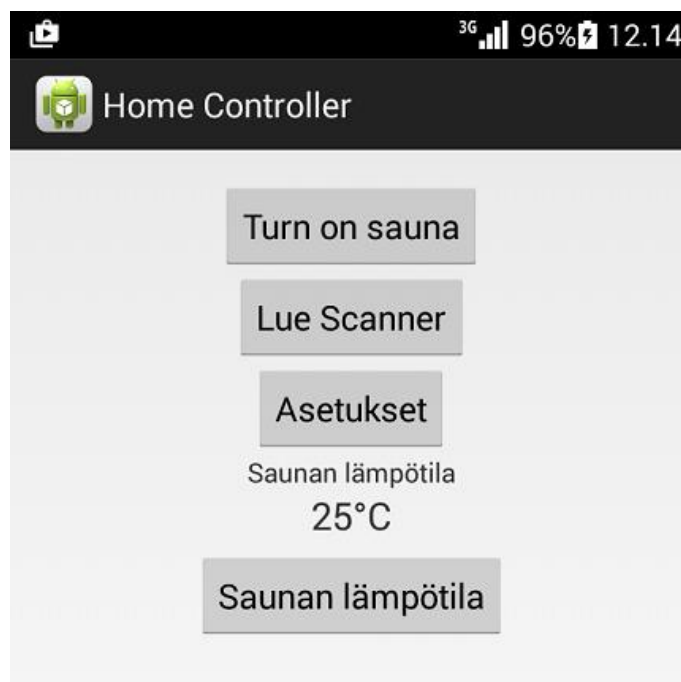 3G 96% 12.14
Home Controller
Turn on sauna
Lue Scanner
Asetukset
Saunan lämpötila
25°C
Saunan lämpötila